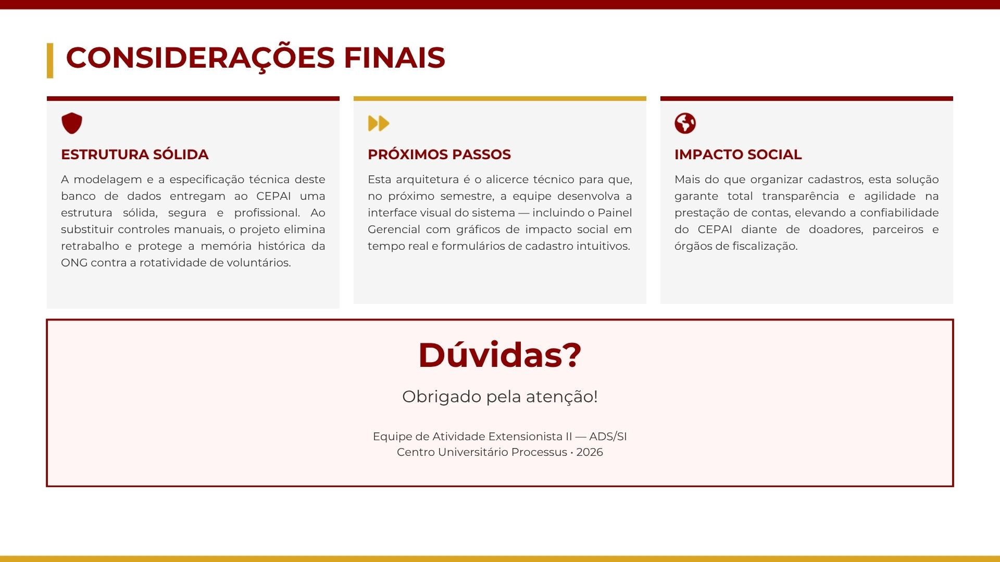 CONSIDERAÇÕES FINAIS
ESTRUTURA SÓLIDA
A modelagem e a especificação técnica deste
banco de dados entregam ao CEPAI uma
estrutura sólida, segura e profissional. Ao
substituir controles manuais, o projeto elimina
retrabalho e protege a memória histórica da
ONG contra a rotatividade de voluntários.
PRÓXIMOS PASSOS
Esta arquitetura é o alicerce técnico para que,
no próximo semestre, a equipe desenvolva a
interface visual do sistema — incluindo o Painel
Gerencial com gráficos de impacto social em
tempo real e formulários de cadastro intuitivos.
IMPACTO SOCIAL
Mais do que organizar cadastros, esta solução
garante total transparência e agilidade na
prestação de contas, elevando a confiabilidade
do CEPAI diante de doadores, parceiros e
órgãos de fiscalização.
Dúvidas?
Obrigado pela atenção!
Equipe de Atividade Extensionista II — ADS/SI
Centro Universitário Processus • 2026